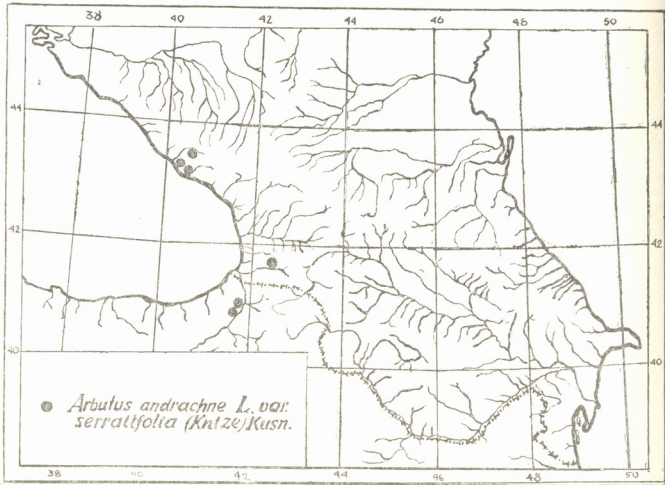 38 40 42 44 46 48 50
44 44
42 42
40 40
Arbutus andrachne L. var.
serratifolia (Kntze) Kusn.
38 40 42 44 46 48 50